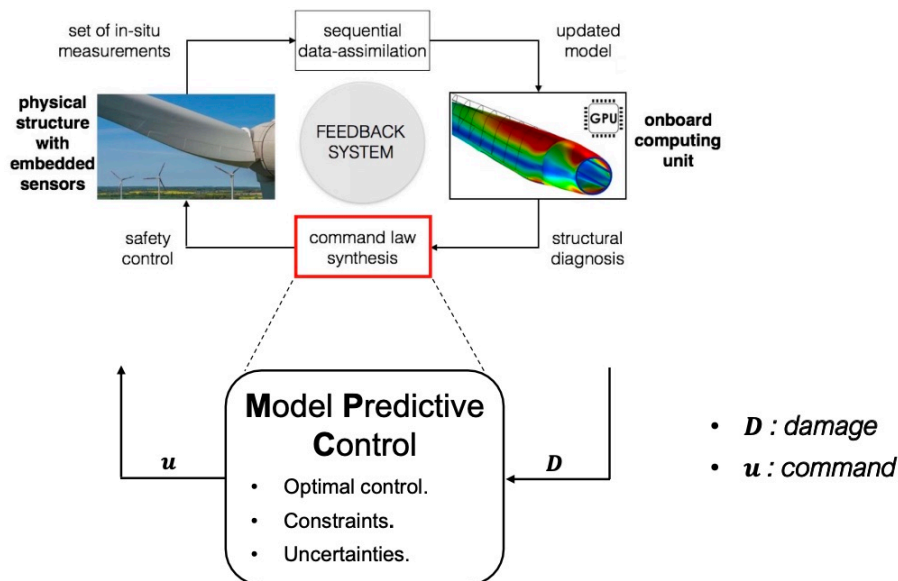 set of in-situ
measurements
sequential
data-assimilation
updated
model
physical
structure
with
embedded
sensors
FEEDBACK
SYSTEM
GPU
onboard
computing
unit
safety
control
command law
synthesis
structural
diagnosis
Model Predictive
Control
• Optimal control.
• Constraints.
• Uncertainties.
u
D
• D : damage
• u : command